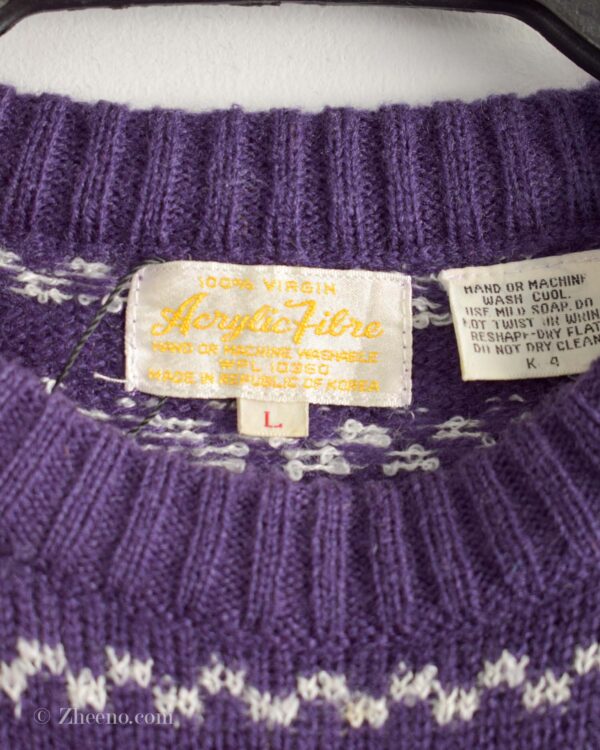 100% VIRGIN
Acrylic Fibre
HAND OR MACHINE WASHABLE
WPL 10360
MADE IN REPUBLIC OF KOREA
L
HAND OR MACHINE
WASH COOL.
USE MILD SOAP. DO
NOT TWIST OR WRING
RESHAPE-DRY FLAT
DO NOT DRY CLEAN
K 4
© Zheeno.com